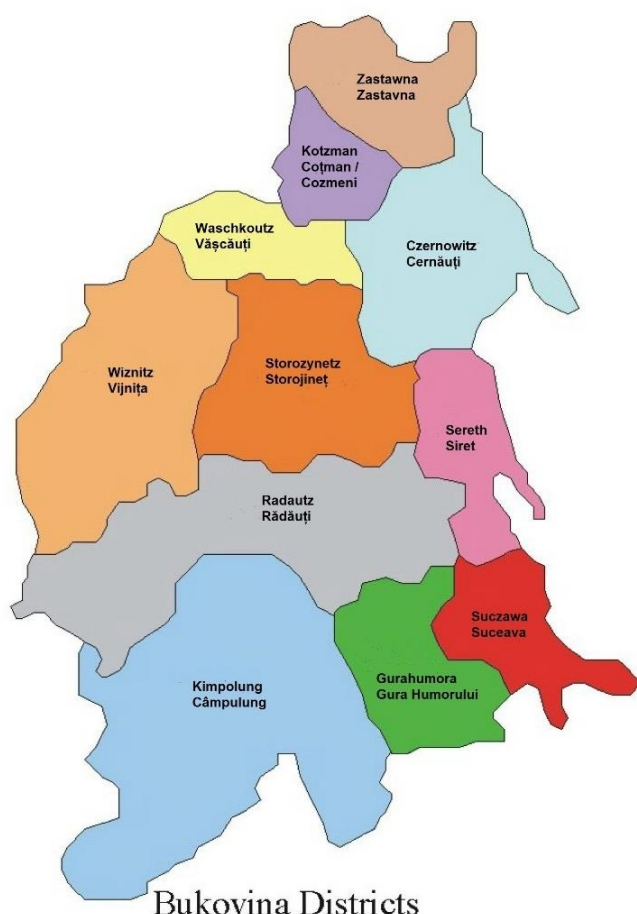 Zastawna
Zastavna
Kotzman
Coțman /
Cozmeni
Waschkoutz
Vășcăuți
Czernowitz
Cernăuți
Wiznitz
Vijnița
Storozynetz
Storojineț
Sereth
Siret
Radautz
Rădăuți
Suczawa
Suceava
Kimpolung
Câmpulung
Gurahumora
Gura Humorului
Bukovina Districts